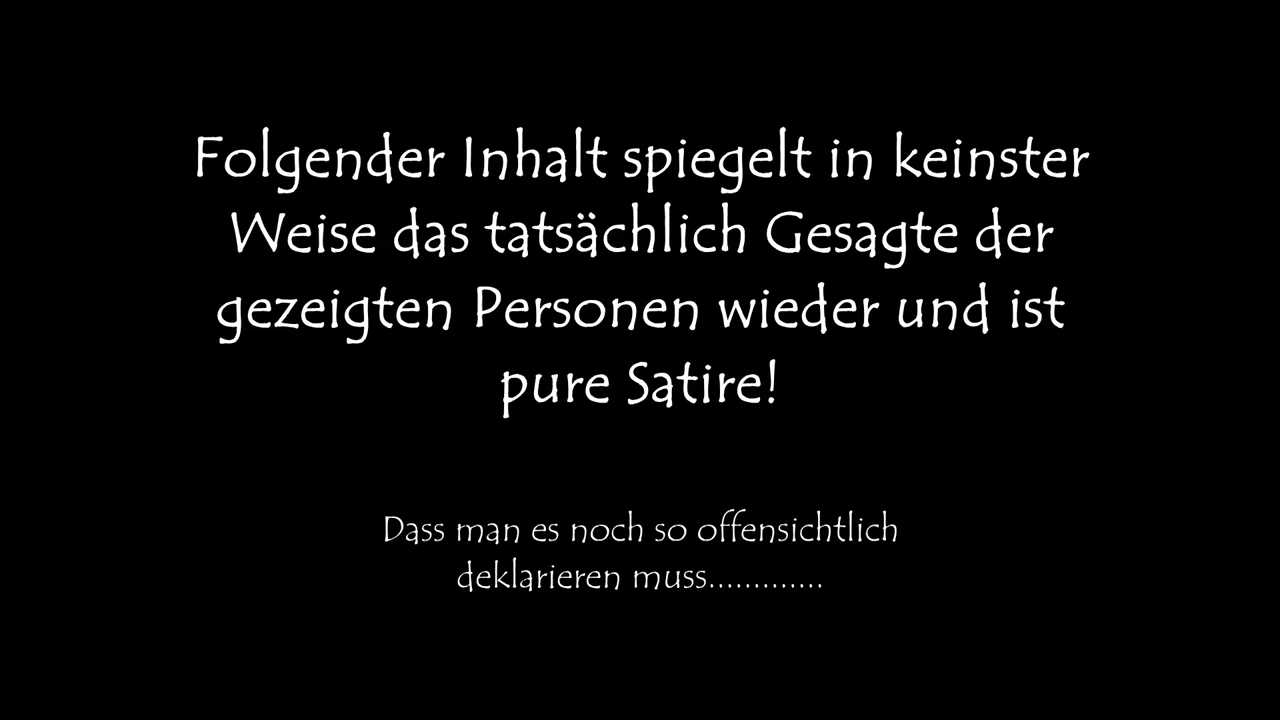 Folgender Inhalt spiegelt in keinster
Weise das tatsächlich Gesagte der
gezeigten Personen wieder und ist
pure Satire!
Dass man es noch so offensichtlich
deklarieren muss.............